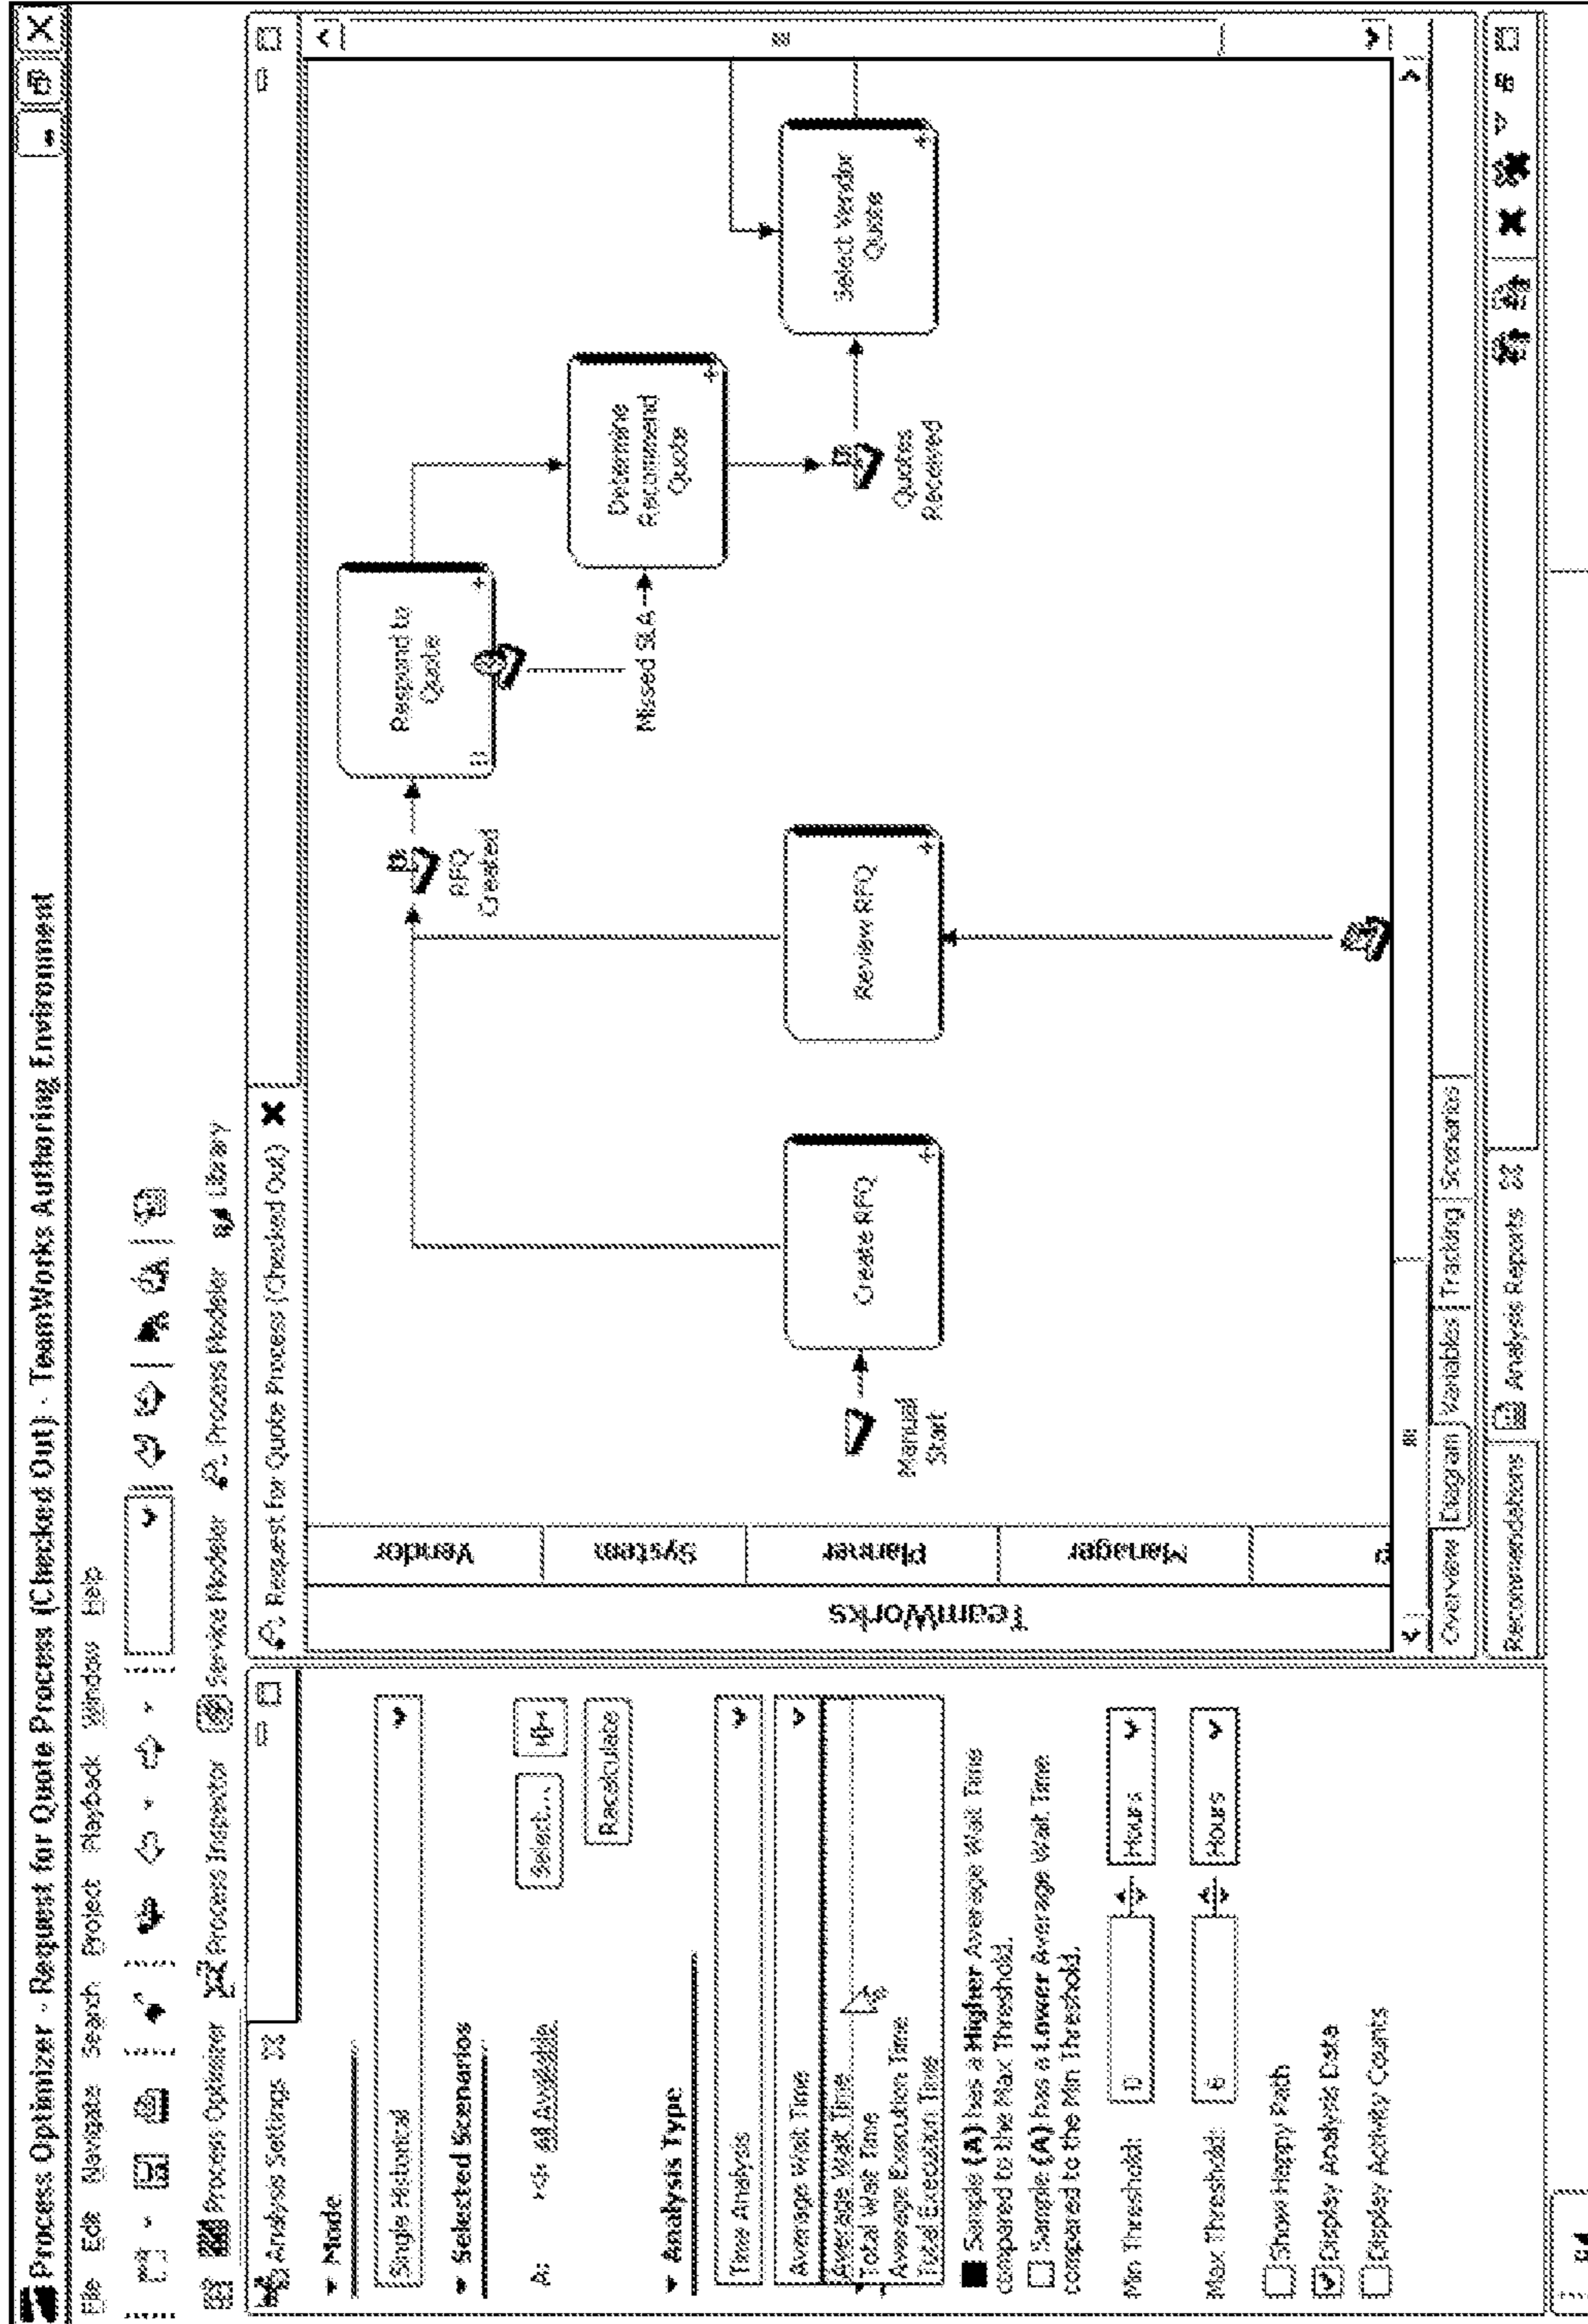 Process Optimizer - Request for Quote Process (Checked Out) - TeamWorks Authoring Environment
File Edit Navigate Search Project Playback Window Help
Process Optimizer Process Inspector Service Modeler Process Modeler Library
Analysis Settings
Mode
Single Historical
Selected Scenarios
A: All Available
Select...
Recalculate
Analysis Type
Time Analysis
Average Wait Time
Average Wait Time
Total Wait Time
Average Execution Time
Total Execution Time
Sample (A) has a Higher Average Wait Time
compared to the Max Threshold.
Sample (A) has a Lower Average Wait Time
compared to the Min Threshold.
Min Threshold: 0 Hours
Max Threshold: 6 Hours
Show Happy Path
Display Analysis Data
Display Activity Counts
Request for Quote Process (Checked Out)
TeamWorks
Vendor
System
Planner
Manager
Manual
Start
Create RFQ
Review RFQ
RFQ
Created
Respond to
Quote
Missed SLA
Determine
Recommend
Quote
Quotes
Received
Select Vendor
Quote
Overview Diagram Variables Tracking Scenarios
Recommendations Analysis Reports